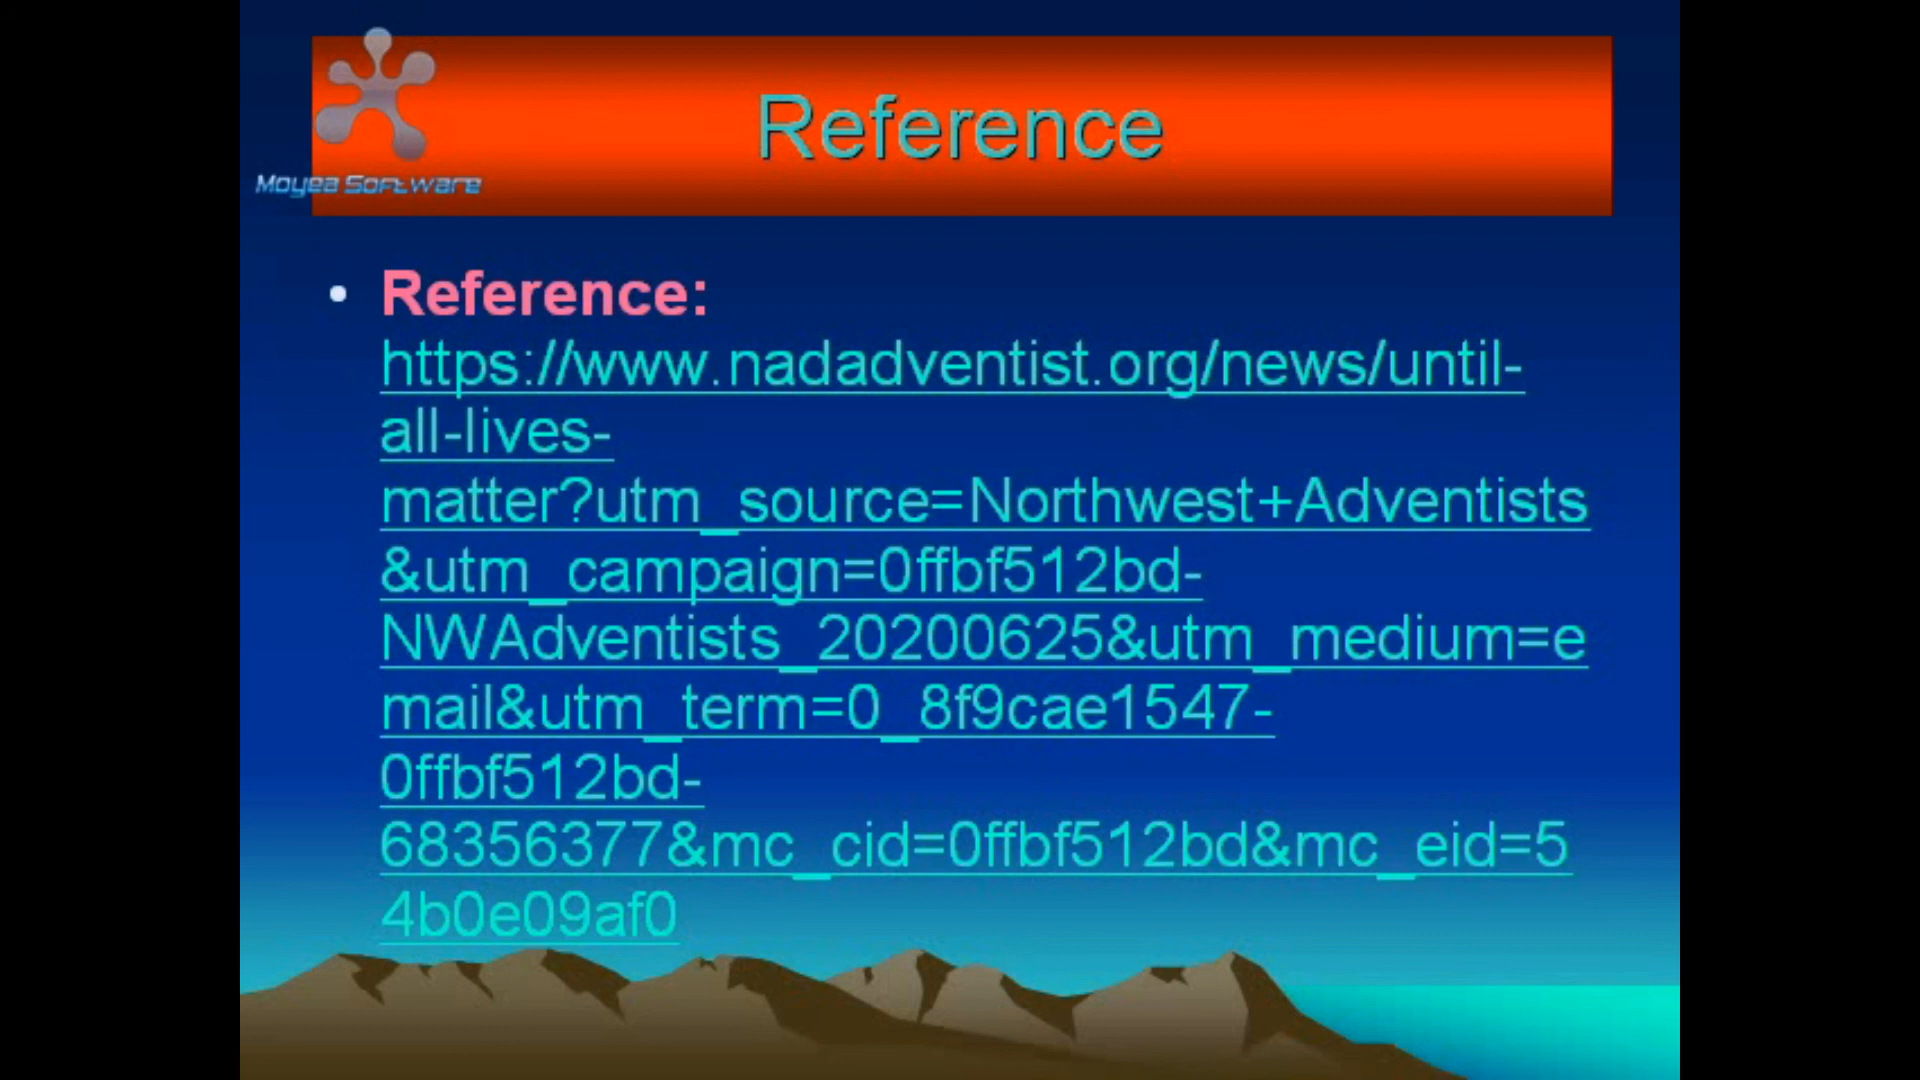 Reference
Moyea Software
• Reference:
https://www.nadadventist.org/news/until-
all-lives-
matter?utm_source=Northwest+Adventists
&utm_campaign=0ffbf512bd-
NWAdventists_20200625&utm_medium=e
mail&utm_term=0_8f9cae1547-
0ffbf512bd-
68356377&mc_cid=0ffbf512bd&mc_eid=5
4b0e09af0